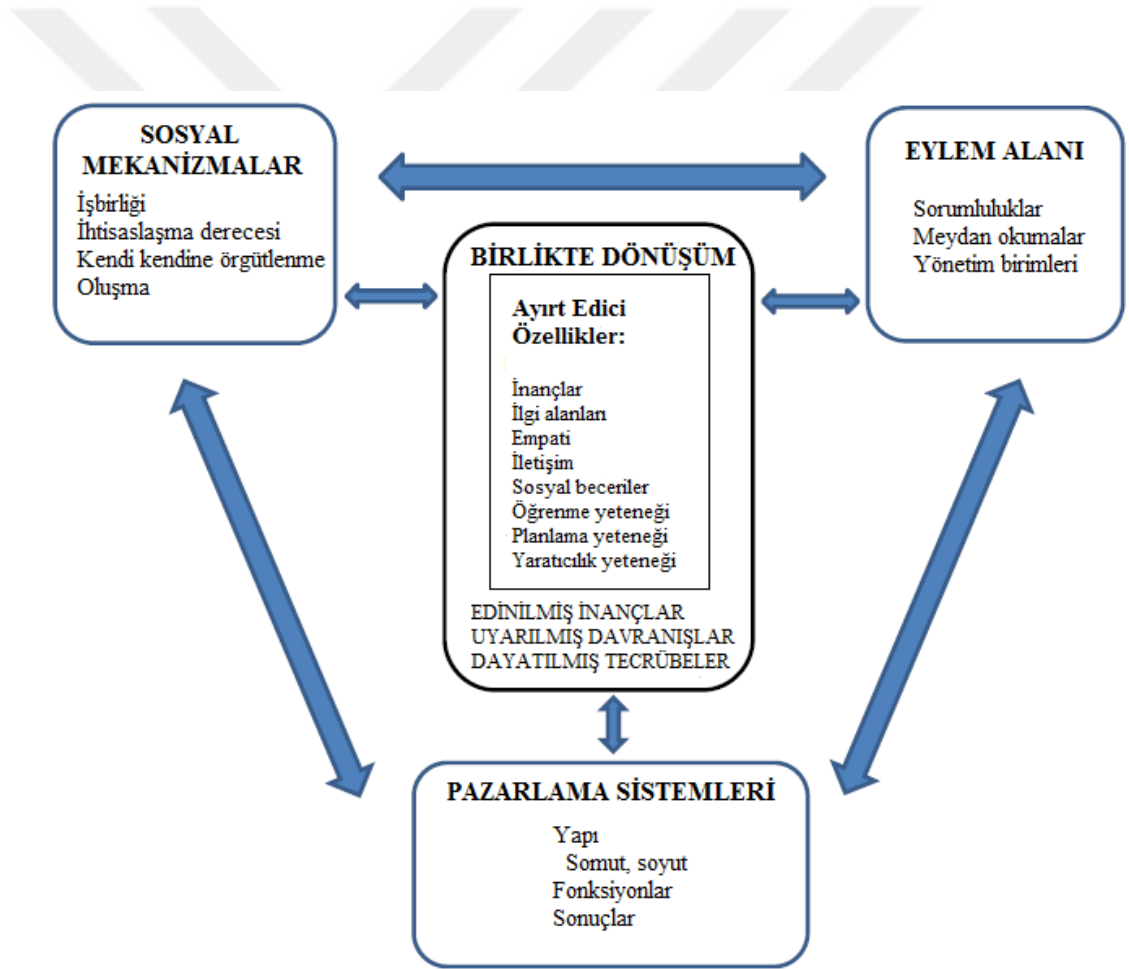 SOSYAL
MEKANİZMALAR
İşbirliği
İhtisaslaşma derecesi
Kendi kendine örgütlenme
Oluşma
EYLEM ALANI
Sorumluluklar
Meydan okumalar
Yönetim birimleri
BİRLİKTE DÖNÜŞÜM
Ayırt Edici
Özellikler:
İnançlar
İlgi alanları
Empati
İletişim
Sosyal beceriler
Öğrenme yeteneği
Planlama yeteneği
Yaratıcılık yeteneği
EDİNİLMİŞ İNANÇLAR
UYARILMIŞ DAVRANIŞLAR
DAYATILMIŞ TECRÜBELER
PAZARLAMA SİSTEMLERİ
Yapı
Somut, soyut
Fonksiyonlar
Sonuçlar